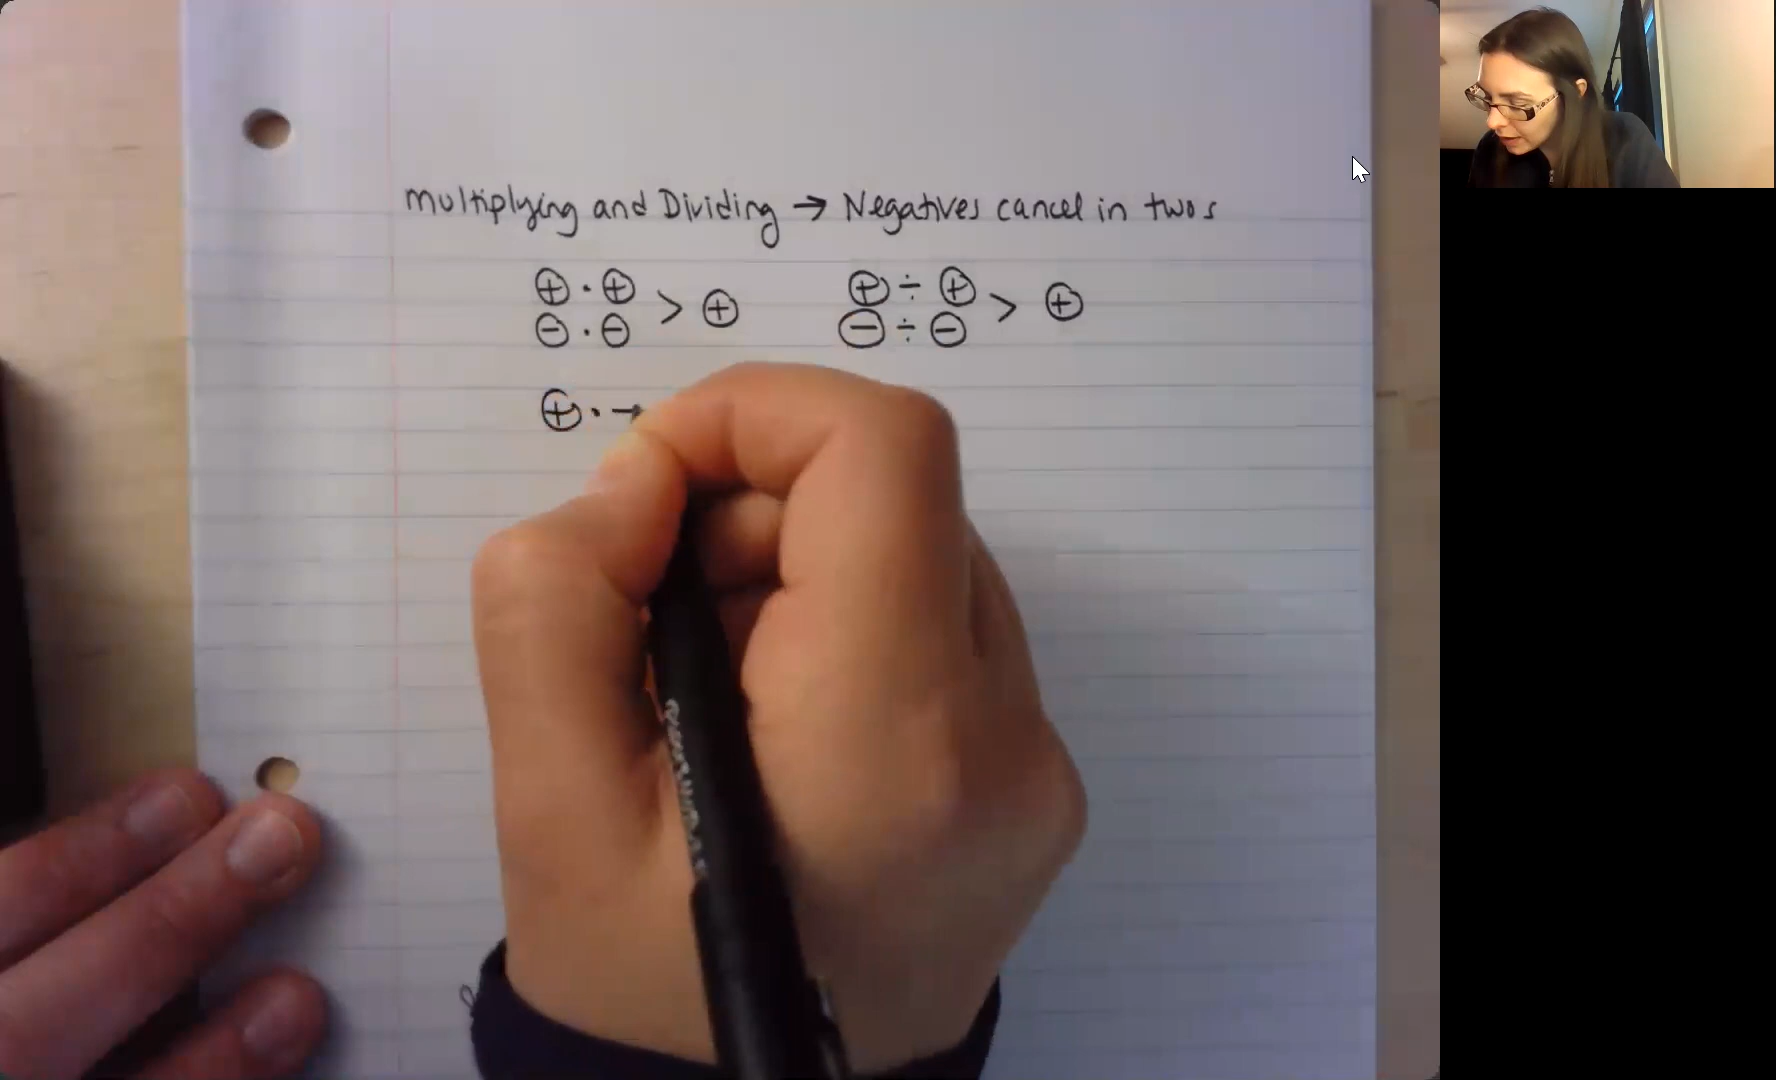 Multiplying and Dividing → Negatives cancel in twos
⊕ · ⊕ > ⊕ ⊕ ÷ ⊕ > ⊕
⊖ · ⊖ ⊖ ÷ ⊖
⊕ · −